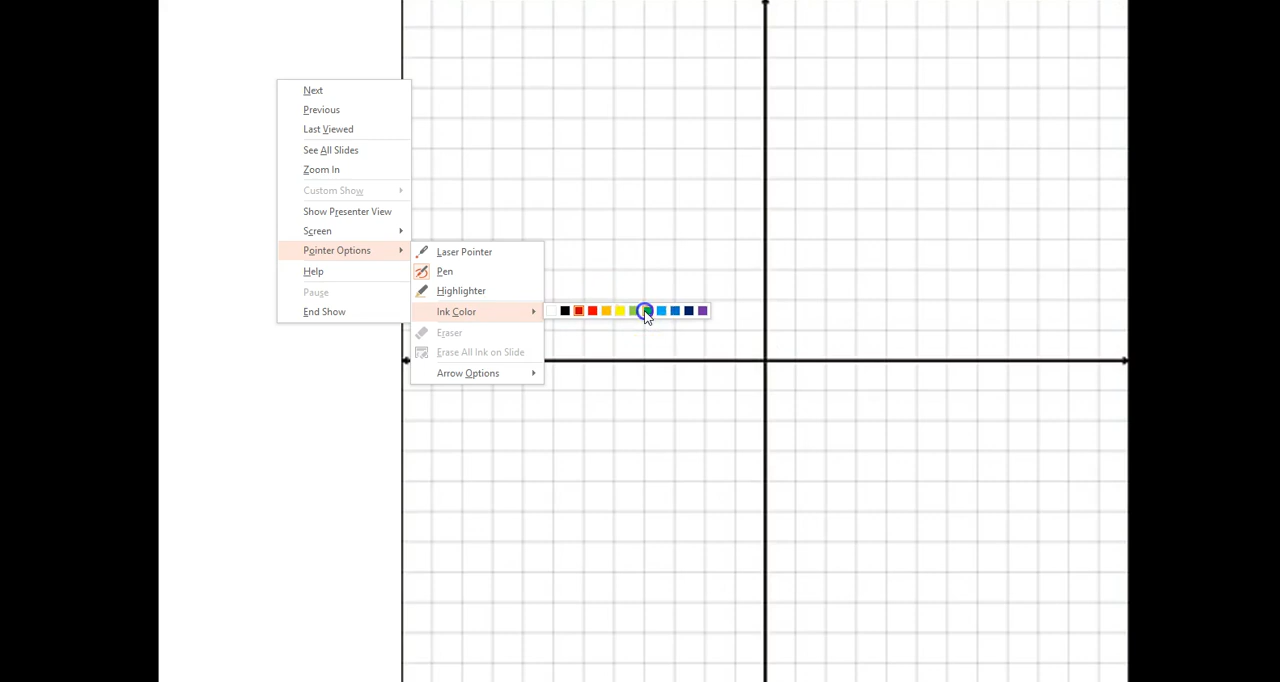 Next
Previous
Last Viewed
See All Slides
Zoom In
Custom Show
Show Presenter View
Screen
Pointer Options
Help
Pause
End Show
Laser Pointer
Pen
Highlighter
Ink Color
Eraser
Erase All Ink on Slide
Arrow Options